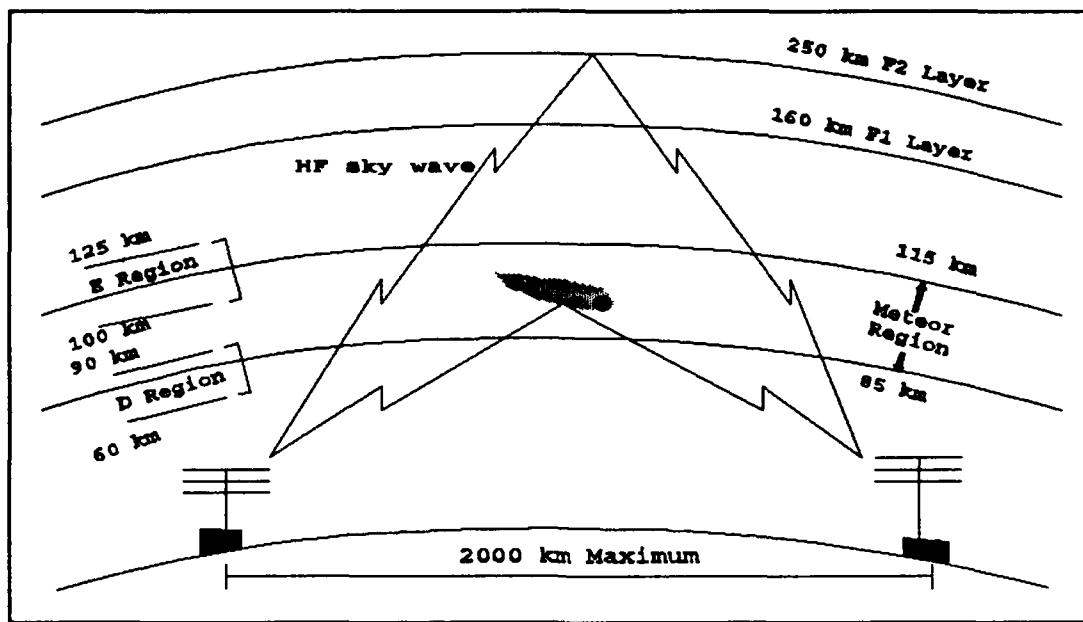 250 km F2 Layer
160 km F1 Layer
HF sky wave
125 km
E Region
100 km
90 km
D Region
60 km
115 km
Meteor
Region
85 km
2000 km Maximum